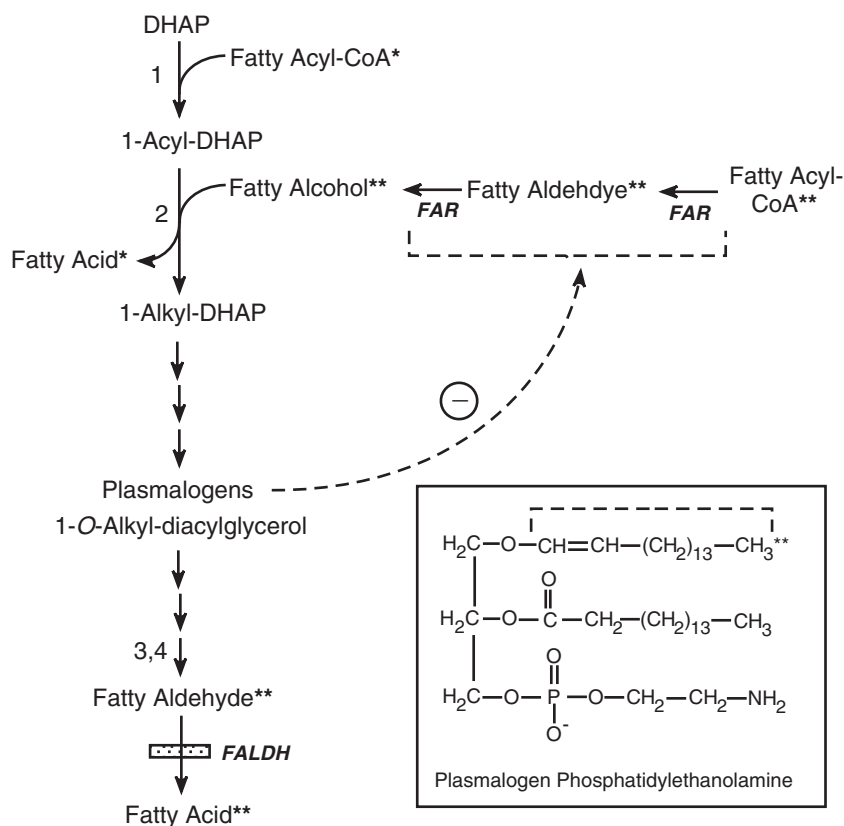 DHAP
1
Fatty Acyl-CoA*
1-Acyl-DHAP
2
Fatty Alcohol**
FAR
Fatty Aldehdye**
FAR
Fatty Acyl-
CoA**
Fatty Acid*
1-Alkyl-DHAP
−
Plasmalogens
1-O-Alkyl-diacylglycerol
3,4
Fatty Aldehyde**
FALDH
Fatty Acid**
H2C—O—CH=CH—(CH2)13—CH3**
O
H2C—O—C—CH2—(CH2)13—CH3
O
H2C—O—P—O—CH2—CH2—NH2
O-
Plasmalogen Phosphatidylethanolamine